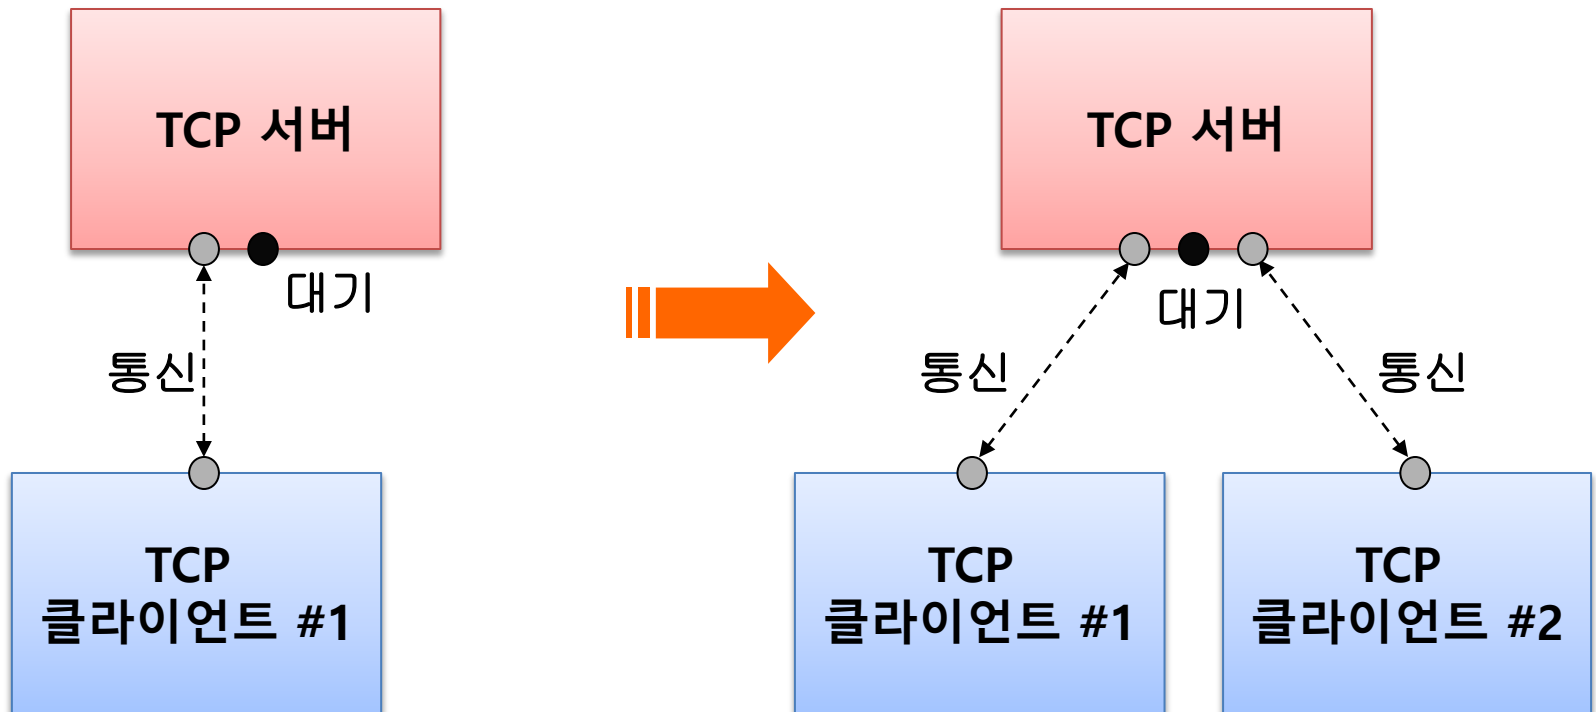 TCP 서버
대기
통신
TCP
클라이언트 #1
TCP 서버
대기
통신
통신
TCP
클라이언트 #1
TCP
클라이언트 #2